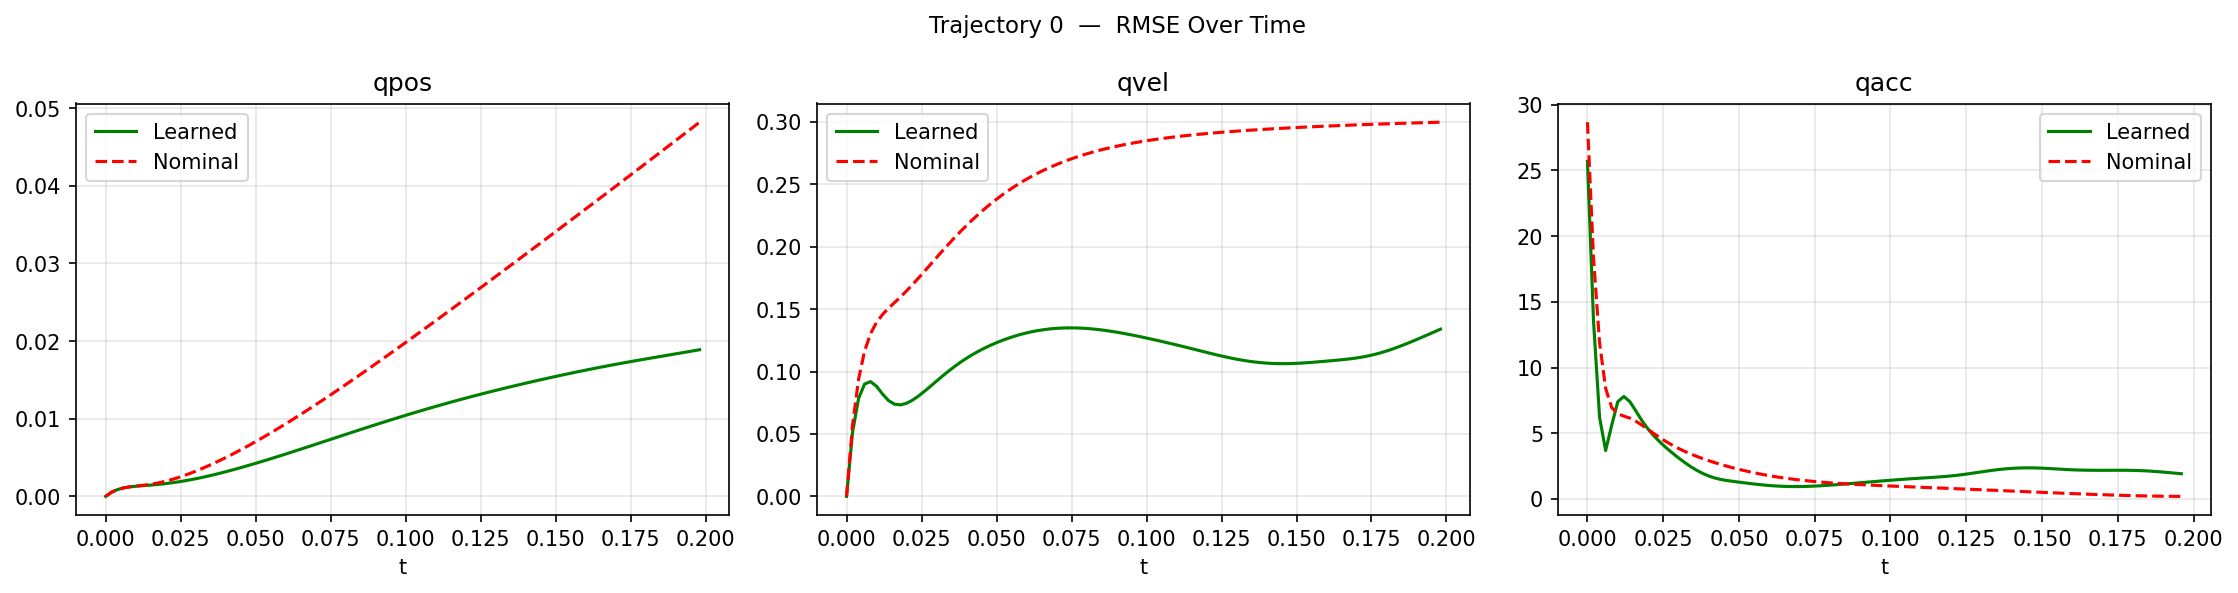 Trajectory 0 — RMSE Over Time
qpos
0.05
0.04
0.03
0.02
0.01
0.00
Learned
Nominal
0.000 0.025 0.050 0.075 0.100 0.125 0.150 0.175 0.200
t
qvel
0.30
0.25
0.20
0.15
0.10
0.05
0.00
Learned
Nominal
0.000 0.025 0.050 0.075 0.100 0.125 0.150 0.175 0.200
t
qacc
30
25
20
15
10
5
0
Learned
Nominal
0.000 0.025 0.050 0.075 0.100 0.125 0.150 0.175 0.200
t